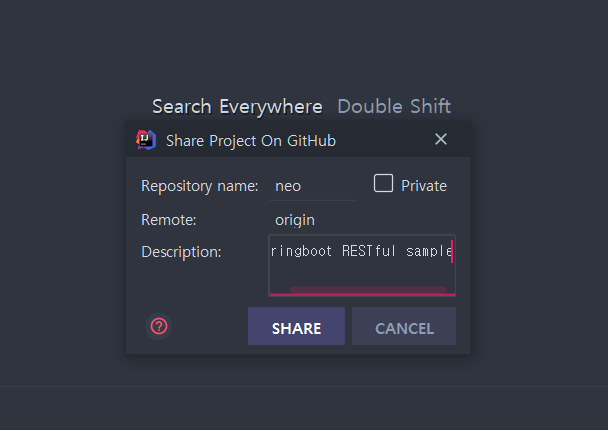 Search Everywhere Double Shift
IJ
Share Project On GitHub
Repository name: neo Private
Remote: origin
Description: ringboot RESTful sample
SHARE CANCEL